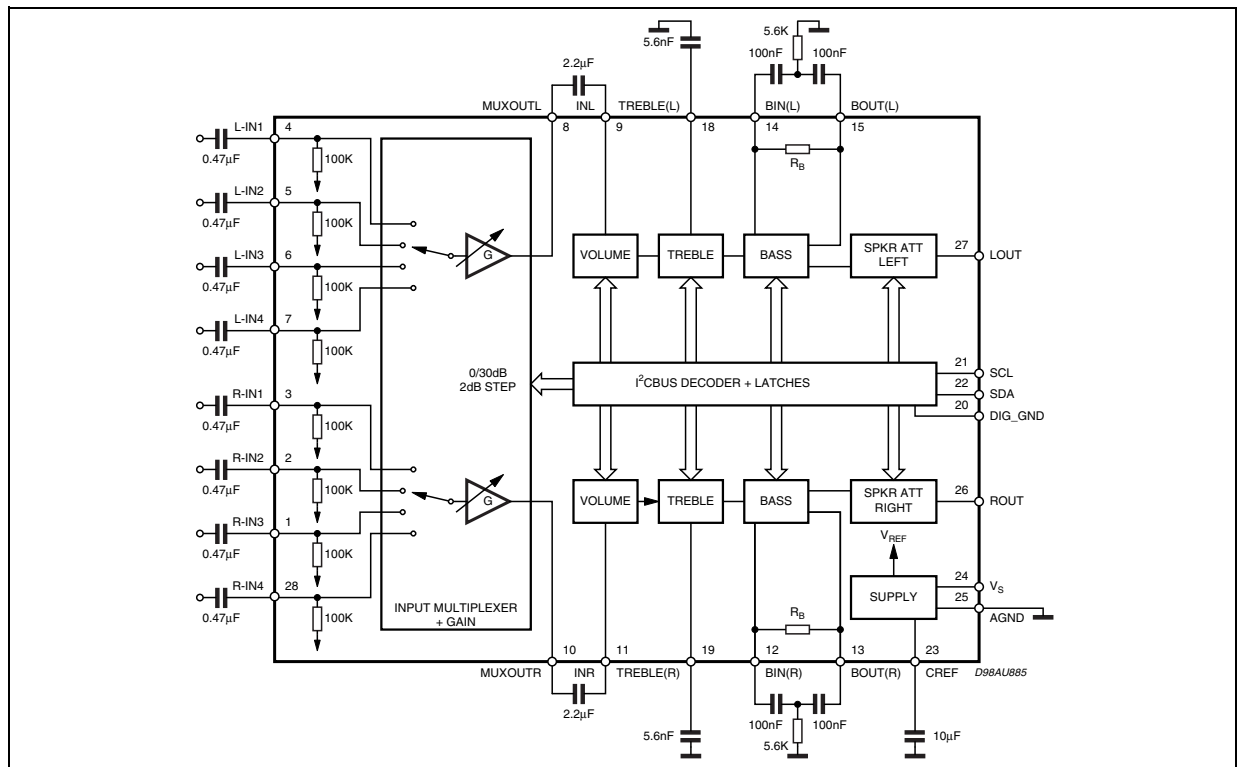 5.6K
5.6nF
100nF 100nF
2.2μF
MUXOUTL INL TREBLE(L) BIN(L) BOUT(L)
8 9 18 14 15
L-IN1 4
0.47μF 100K
RB
L-IN2 5
0.47μF 100K
L-IN3 6
0.47μF 100K
L-IN4 7
0.47μF 100K
G
VOLUME TREBLE BASS SPKR ATT LEFT 27 LOUT
0/30dB
2dB STEP
I2CBUS DECODER + LATCHES
21 SCL
22 SDA
20 DIG_GND
R-IN1 3
0.47μF 100K
R-IN2 2
0.47μF 100K
R-IN3 1
0.47μF 100K
R-IN4 28
0.47μF 100K
G
VOLUME TREBLE BASS SPKR ATT RIGHT 26 ROUT
VREF
SUPPLY
24 VS
25 AGND
INPUT MULTIPLEXER
+ GAIN
RB
10 11 19 12 13 23
MUXOUTR INR TREBLE(R) BIN(R) BOUT(R) CREF D98AU885
2.2μF
100nF 100nF
5.6nF
5.6K
10μF